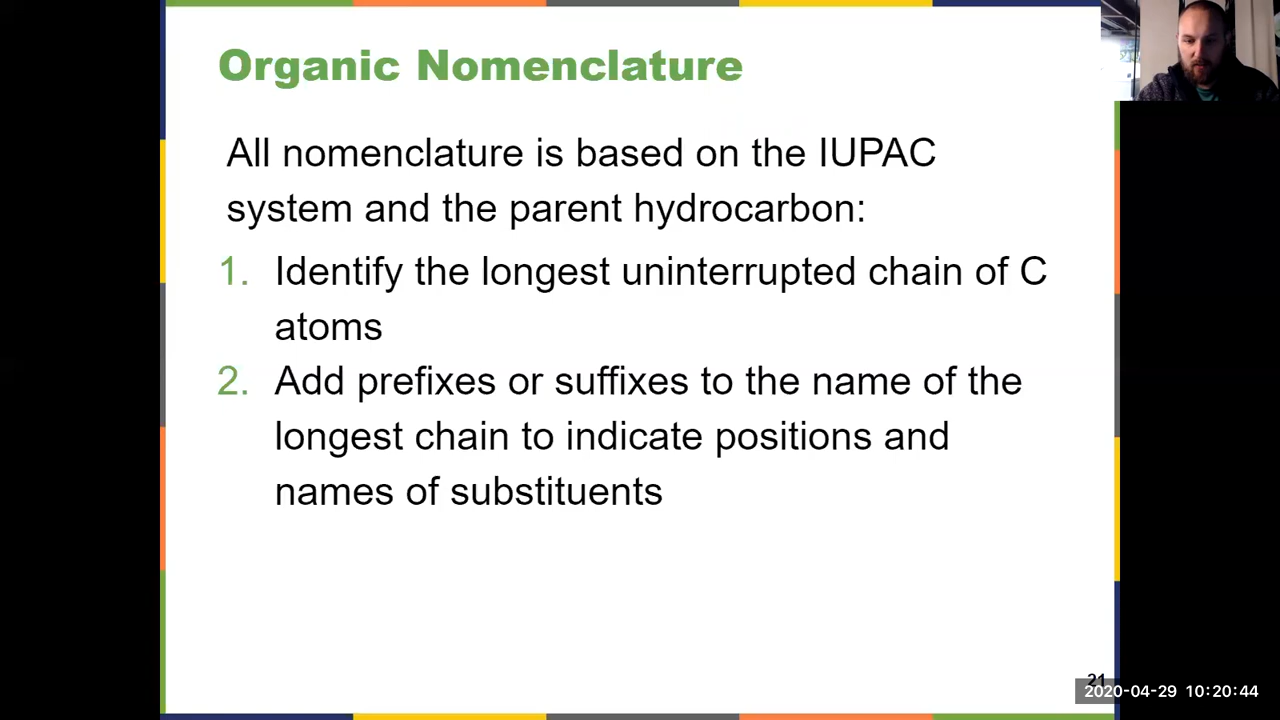 Organic Nomenclature
All nomenclature is based on the IUPAC
system and the parent hydrocarbon:
1. Identify the longest uninterrupted chain of C
atoms
2. Add prefixes or suffixes to the name of the
longest chain to indicate positions and
names of substituents
21
2020-04-29 10:20:44